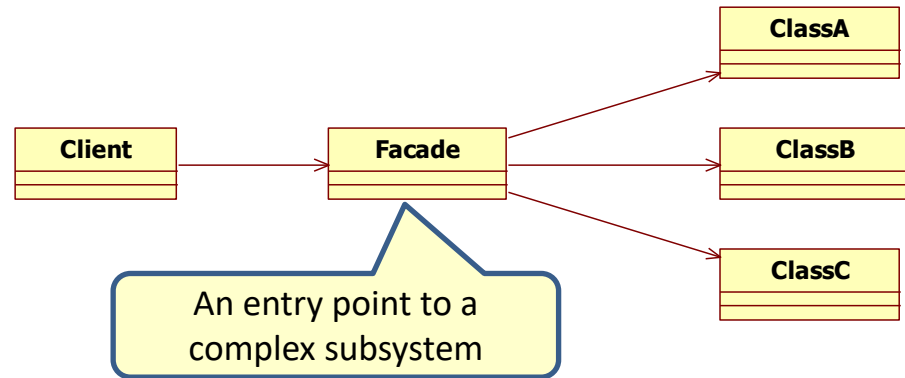 ClassA
Client
Facade
ClassB
ClassC
An entry point to a
complex subsystem